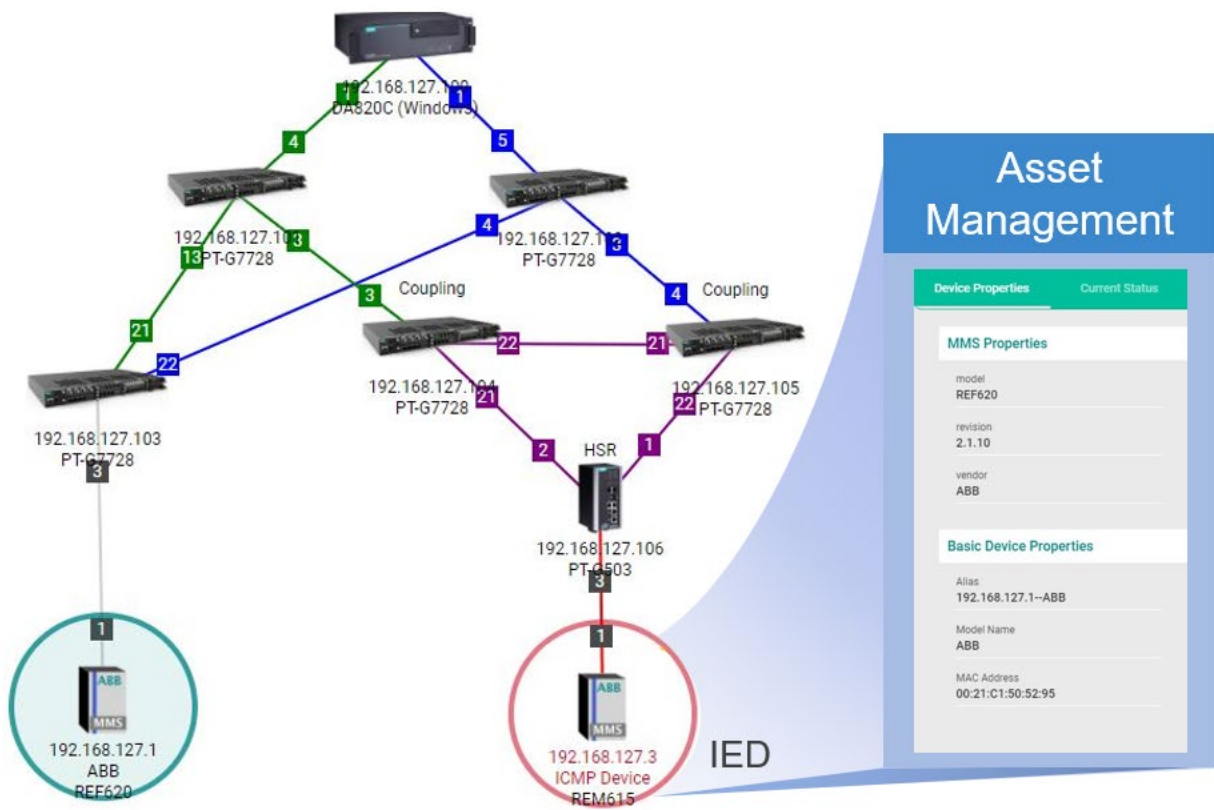 192.168.127.100
DA820C (Windows)
1
1
4
5
192.168.127.10
PT-G7728
3
13
4
192.168.127.10
PT-G7728
3
Coupling
Coupling
4
21
22
22
21
192.168.127.103
PT-G7728
3
192.168.127.104
PT-G7728
21
192.168.127.105
PT-G7728
22
2
HSR
1
192.168.127.106
PT-G503
3
1
1
ABB
MMS
192.168.127.1
ABB
REF620
ABB
MMS
192.168.127.3
ICMP Device
REM615
IED
Asset
Management
Device Properties Current Status
MMS Properties
model
REF620
revision
2.1.10
vendor
ABB
Basic Device Properties
Alias
192.168.127.1--ABB
Model Name
ABB
MAC Address
00:21:C1:50:52:95